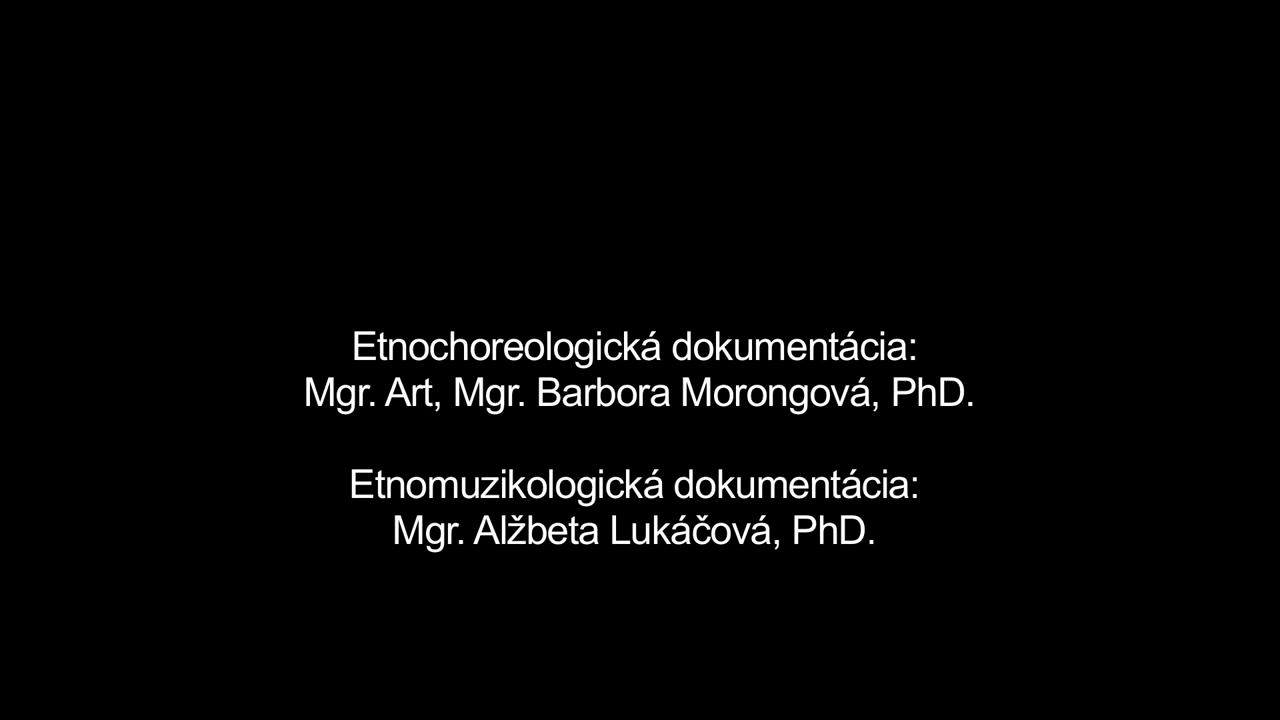 Etnochoreologická dokumentácia:
Mgr. Art, Mgr. Barbora Morongová, PhD.
Etnomuzikologická dokumentácia:
Mgr. Alžbeta Lukáčová, PhD.